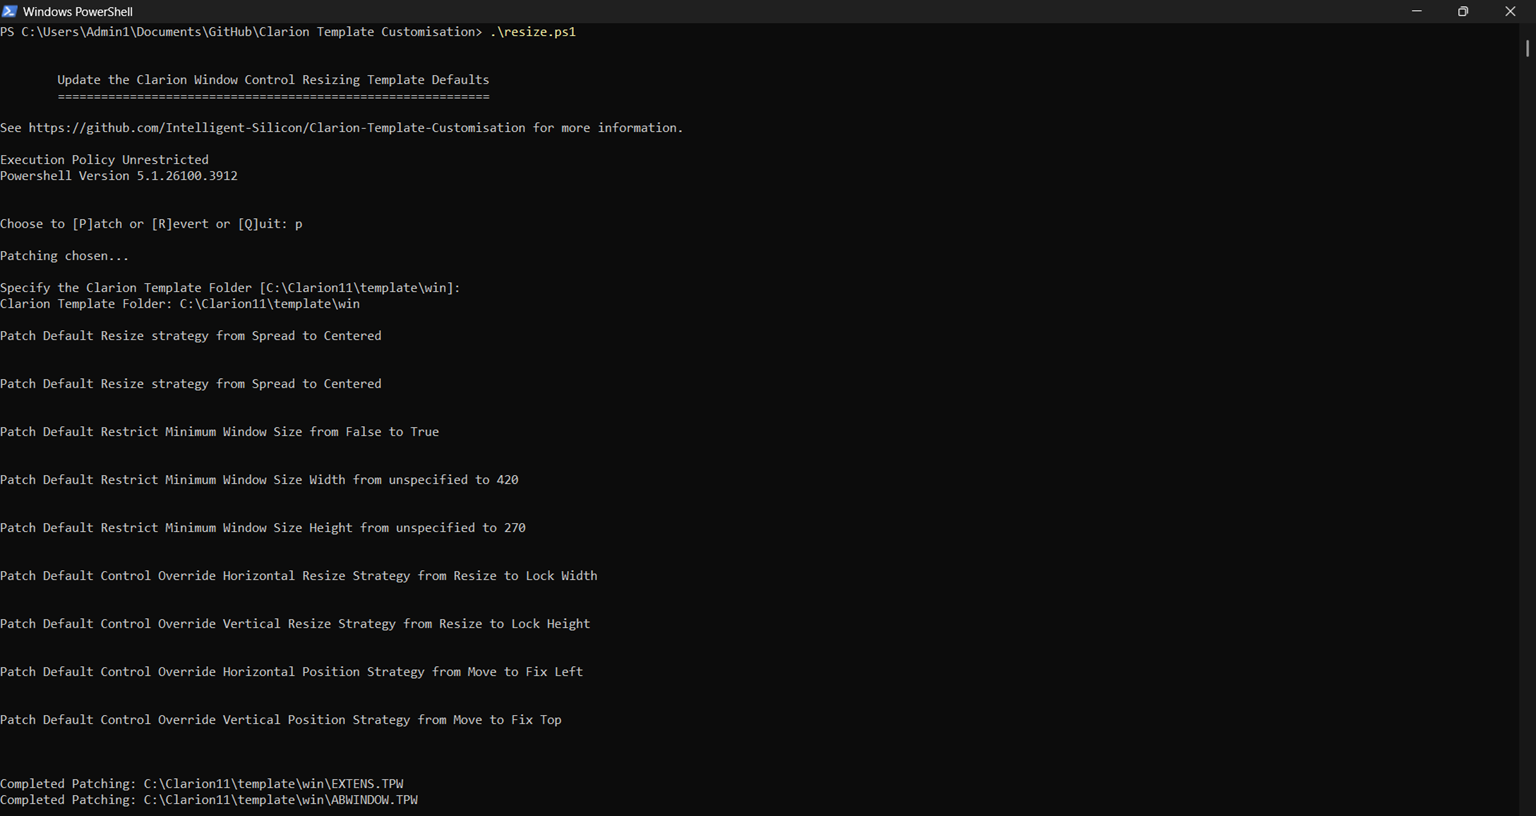 Windows PowerShell
PS C:\Users\Admin1\Documents\GitHub\Clarion Template Customisation> .\resize.ps1
Update the Clarion Window Control Resizing Template Defaults
============================================================
See https://github.com/Intelligent-Silicon/Clarion-Template-Customisation for more information.
Execution Policy Unrestricted
Powershell Version 5.1.26100.3912
Choose to [P]atch or [R]evert or [Q]uit: p
Patching chosen...
Specify the Clarion Template Folder [C:\Clarion11\template\win]:
Clarion Template Folder: C:\Clarion11\template\win
Patch Default Resize strategy from Spread to Centered
Patch Default Resize strategy from Spread to Centered
Patch Default Restrict Minimum Window Size from False to True
Patch Default Restrict Minimum Window Size Width from unspecified to 420
Patch Default Restrict Minimum Window Size Height from unspecified to 270
Patch Default Control Override Horizontal Resize Strategy from Resize to Lock Width
Patch Default Control Override Vertical Resize Strategy from Resize to Lock Height
Patch Default Control Override Horizontal Position Strategy from Move to Fix Left
Patch Default Control Override Vertical Position Strategy from Move to Fix Top
Completed Patching: C:\Clarion11\template\win\EXTENS.TPW
Completed Patching: C:\Clarion11\template\win\ABWINDOW.TPW